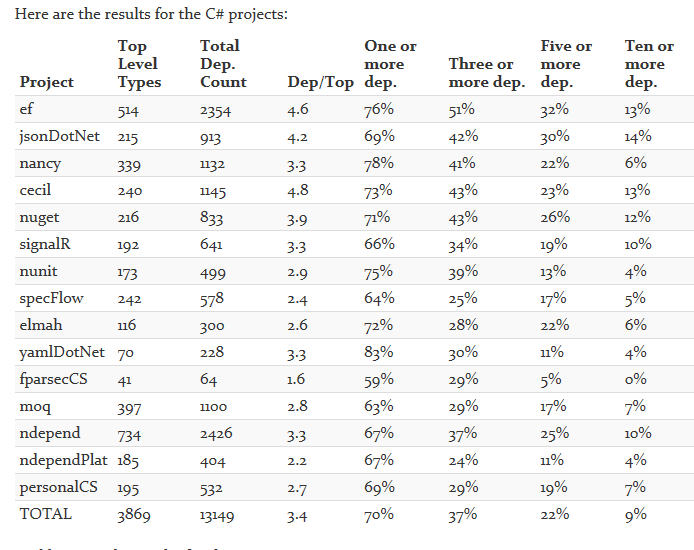 Here are the results for the C# projects:
Project Top Level Types Total Dep. Count Dep/Top One or more dep. Three or more dep. Five or more dep. Ten or more dep.
ef 514 2354 4.6 76% 51% 32% 13%
jsonDotNet 215 913 4.2 69% 42% 30% 14%
nancy 339 1132 3.3 78% 41% 22% 6%
cecil 240 1145 4.8 73% 43% 23% 13%
nuget 216 833 3.9 71% 43% 26% 12%
signalR 192 641 3.3 66% 34% 19% 10%
nunit 173 499 2.9 75% 39% 13% 4%
specFlow 242 578 2.4 64% 25% 17% 5%
elmah 116 300 2.6 72% 28% 22% 6%
yamlDotNet 70 228 3.3 83% 30% 11% 4%
fparsecCS 41 64 1.6 59% 29% 5% 0%
moq 397 1100 2.8 63% 29% 17% 7%
ndepend 734 2426 3.3 67% 37% 25% 10%
ndependPlat 185 404 2.2 67% 24% 11% 4%
personalCS 195 532 2.7 69% 29% 19% 7%
TOTAL 3869 13149 3.4 70% 37% 22% 9%